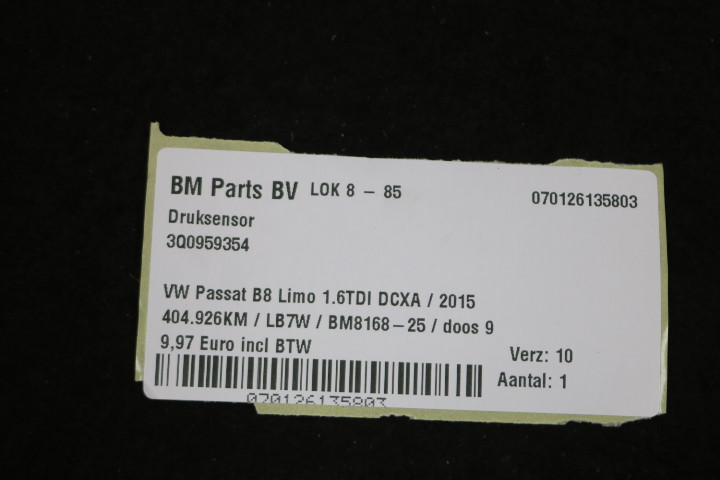 BM Parts BV LOK 8 - 85
070126135803
Druksensor
3Q0959354
VW Passat B8 Limo 1.6TDI DCXA / 2015
404.926KM / LB7W / BM8168-25 / doos 9
9,97 Euro incl BTW
Verz: 10
Aantal: 1
070126135803